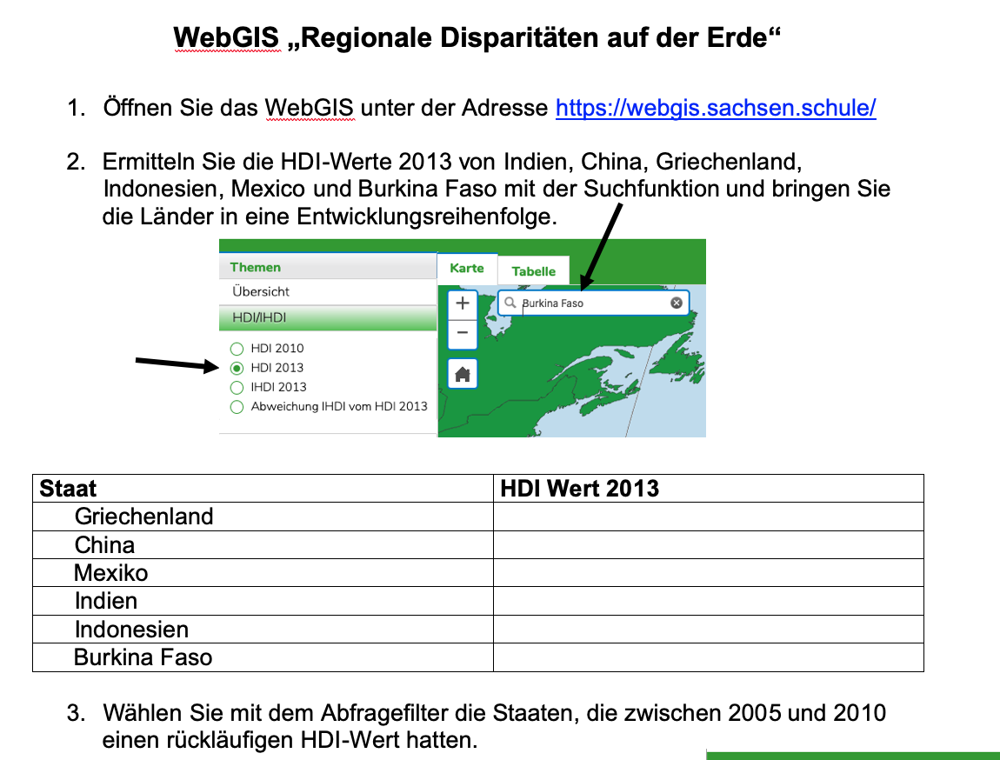 WebGIS „Regionale Disparitäten auf der Erde“
1. Öffnen Sie das WebGIS unter der Adresse https://webgis.sachsen.schule/
2. Ermitteln Sie die HDI-Werte 2013 von Indien, China, Griechenland,
Indonesien, Mexico und Burkina Faso mit der Suchfunktion und bringen Sie
die Länder in eine Entwicklungsreihenfolge.
Themen
Karte
Tabelle
Übersicht
Burkina Faso
HDI/IHDI
HDI 2010
HDI 2013
IHDI 2013
Abweichung IHDI vom HDI 2013
Staat HDI Wert 2013
Griechenland
China
Mexiko
Indien
Indonesien
Burkina Faso
3. Wählen Sie mit dem Abfragefilter die Staaten, die zwischen 2005 und 2010
einen rückläufigen HDI-Wert hatten.